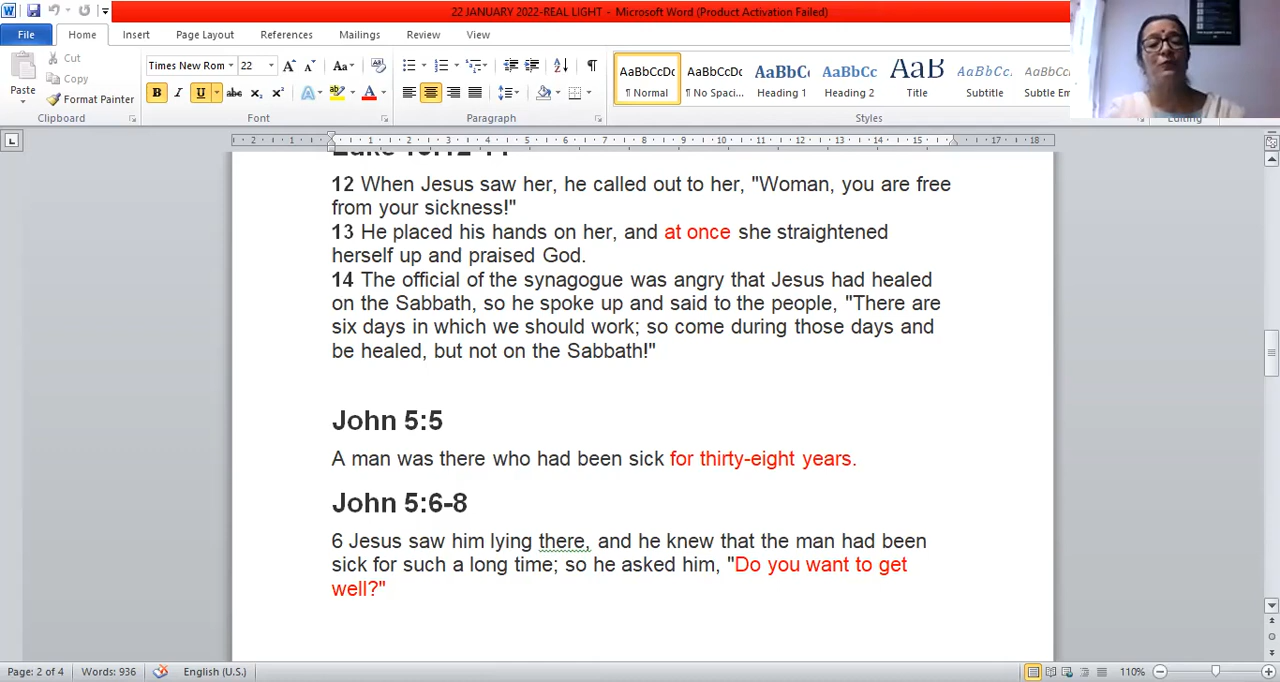 22 JANUARY 2022-REAL LIGHT - Microsoft Word (Product Activation Failed)
File Home Insert Page Layout References Mailings Review View
Paste
Cut
Copy
Format Painter
Clipboard
Times New Rom 22
Font
Paragraph
AaBbCcDc AaBbCcDc AaBbC AaBbCc AaB AaBbCc. AaBbCc
¶ Normal ¶ No Spaci... Heading 1 Heading 2 Title Subtitle Subtle Em
Styles
Editing
12 When Jesus saw her, he called out to her, "Woman, you are free
from your sickness!"
13 He placed his hands on her, and at once she straightened
herself up and praised God.
14 The official of the synagogue was angry that Jesus had healed
on the Sabbath, so he spoke up and said to the people, "There are
six days in which we should work; so come during those days and
be healed, but not on the Sabbath!"
John 5:5
A man was there who had been sick for thirty-eight years.
John 5:6-8
6 Jesus saw him lying there, and he knew that the man had been
sick for such a long time; so he asked him, "Do you want to get
well?"
Page: 2 of 4 Words: 936 English (U.S.) 110%